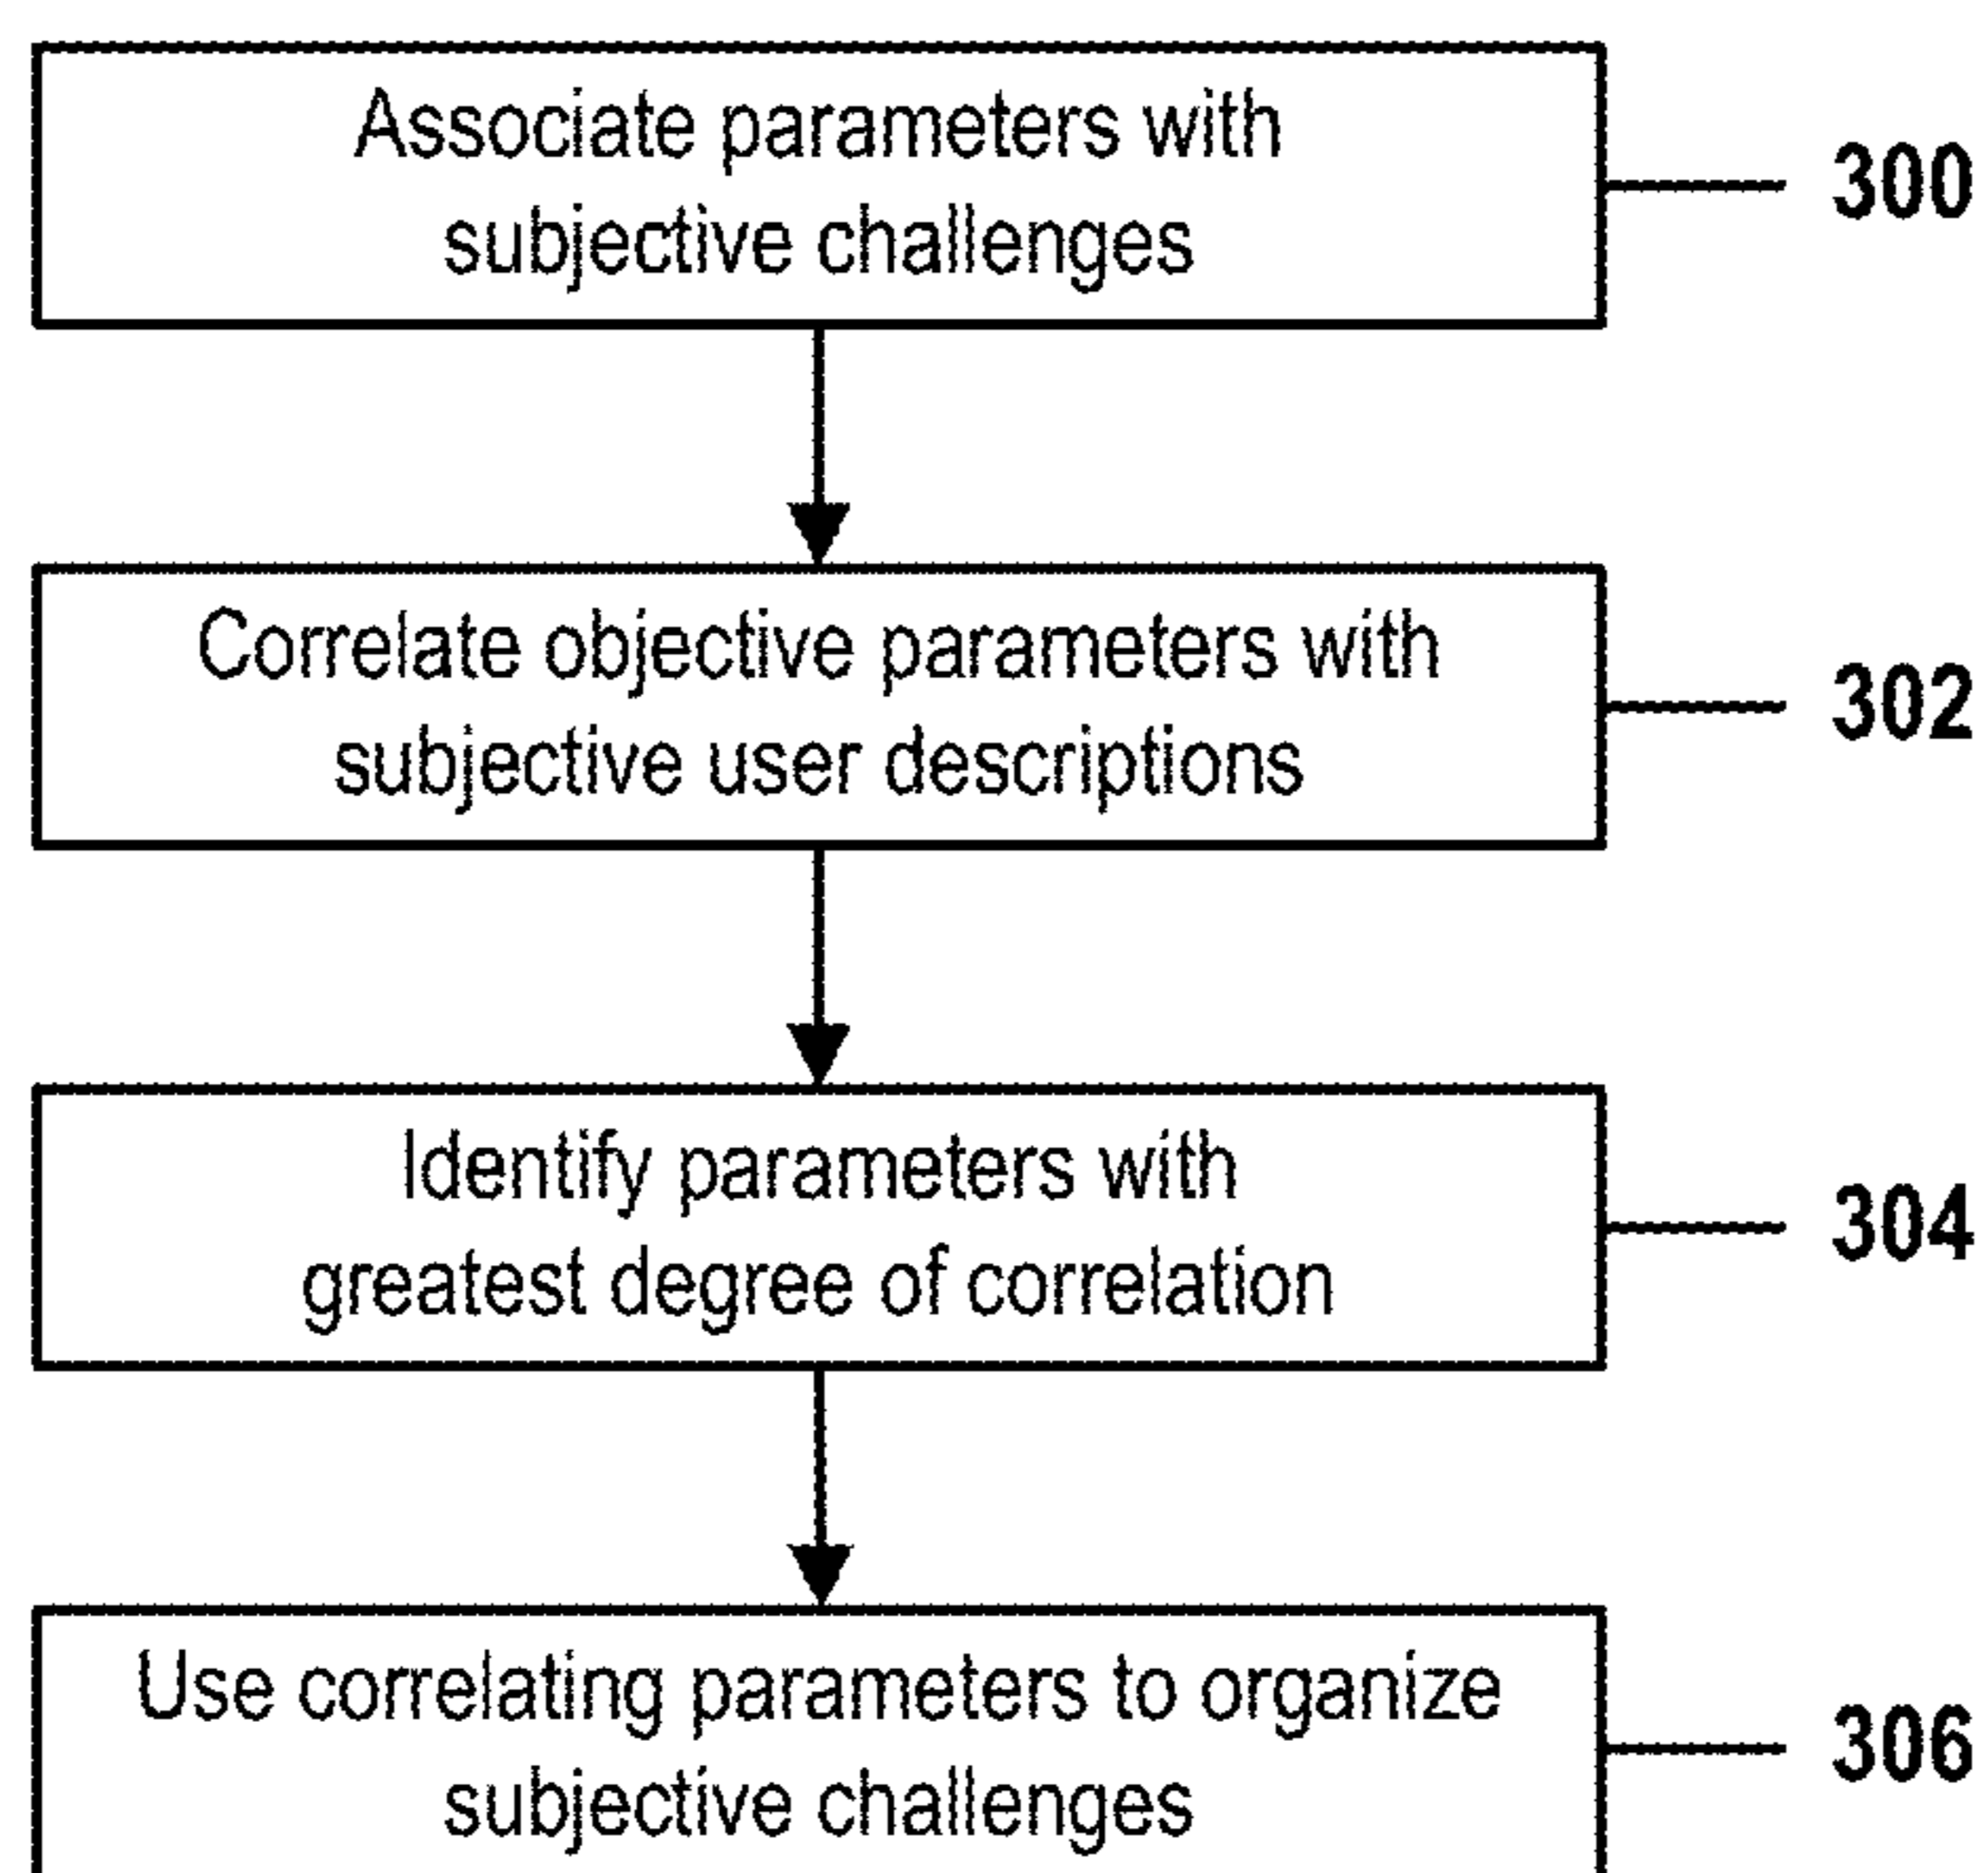 Associate parameters with
subjective challenges
300
Correlate objective parameters with
subjective user descriptions
302
Identify parameters with
greatest degree of correlation
304
Use correlating parameters to organize
subjective challenges
306